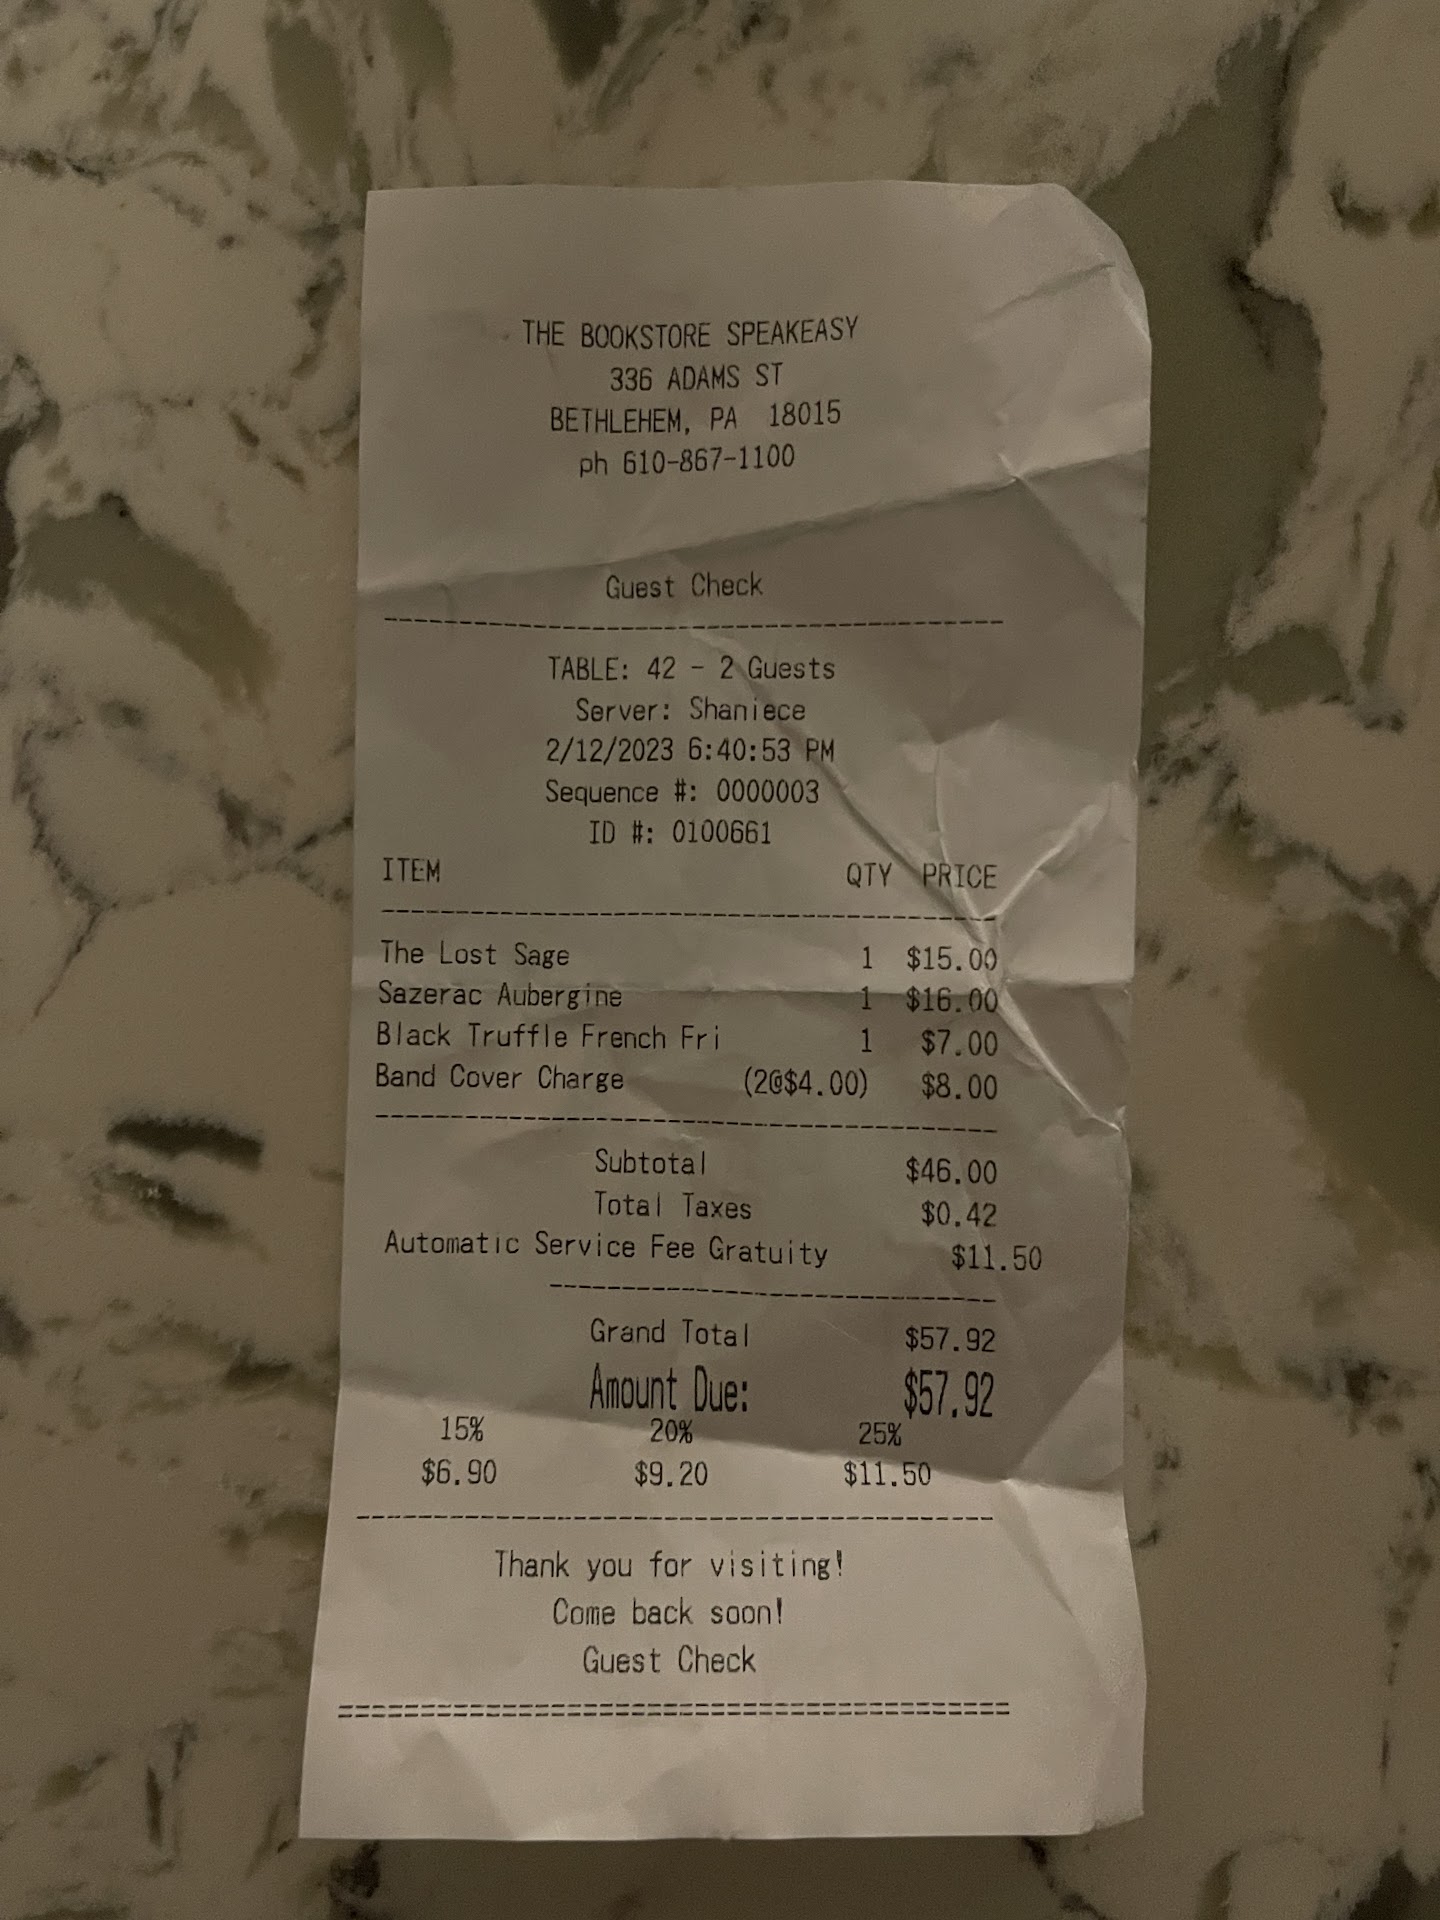 THE BOOKSTORE SPEAKEASY
336 ADAMS ST
BETHLEHEM, PA 18015
ph 610-867-1100
Guest Check
TABLE: 42 - 2 Guests
Server: Shaniece
2/12/2023 6:40:53 PM
Sequence #: 0000003
ID #: 0100661
ITEM QTY PRICE
The Lost Sage 1 $15.00
Sazerac Aubergine 1 $16.00
Black Truffle French Fri 1 $7.00
Band Cover Charge (2@$4.00) $8.00
Subtotal $46.00
Total Taxes $0.42
Automatic Service Fee Gratuity $11.50
Grand Total $57.92
Amount Due: $57.92
15% 20% 25%
$6.90 $9.20 $11.50
Thank you for visiting!
Come back soon!
Guest Check